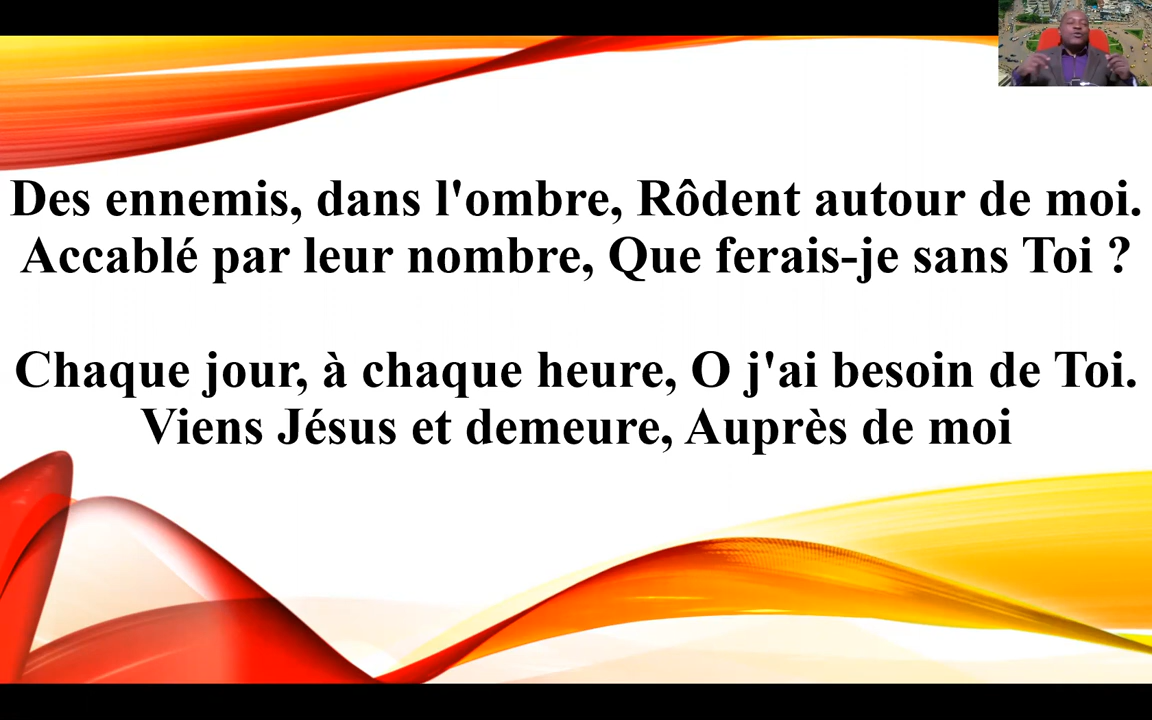 Des ennemis, dans l'ombre, Rôdent autour de moi.
Accablé par leur nombre, Que ferais-je sans Toi ?
Chaque jour, à chaque heure, O j'ai besoin de Toi.
Viens Jésus et demeure, Auprès de moi